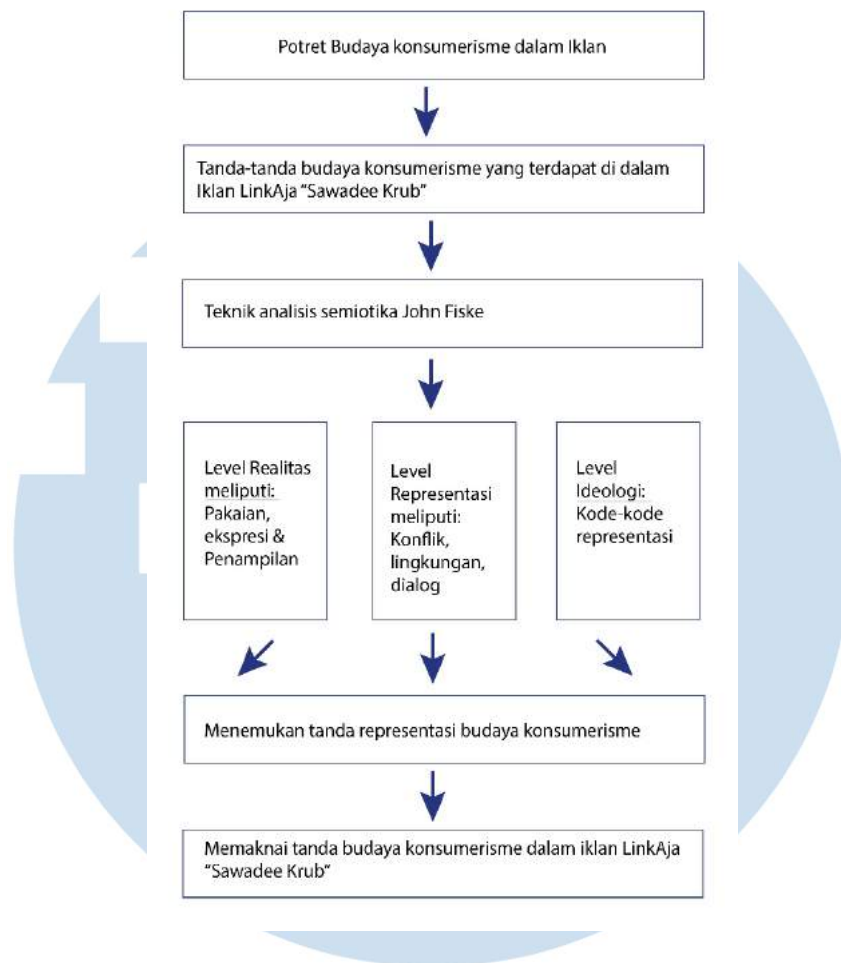 Potret Budaya konsumerisme dalam Iklan
Tanda-tanda budaya konsumerisme yang terdapat di dalam
Iklan LinkAja "Sawadee Krub"
Teknik analisis semiotika John Fiske
Level Realitas
meliputi:
Pakaian,
ekspresi &
Penampilan
Level
Representasi
meliputi:
Konflik,
lingkungan,
dialog
Level
Ideologi:
Kode-kode
representasi
Menemukan tanda representasi budaya konsumerisme
Memaknai tanda budaya konsumerisme dalam iklan LinkAja
"Sawadee Krub"